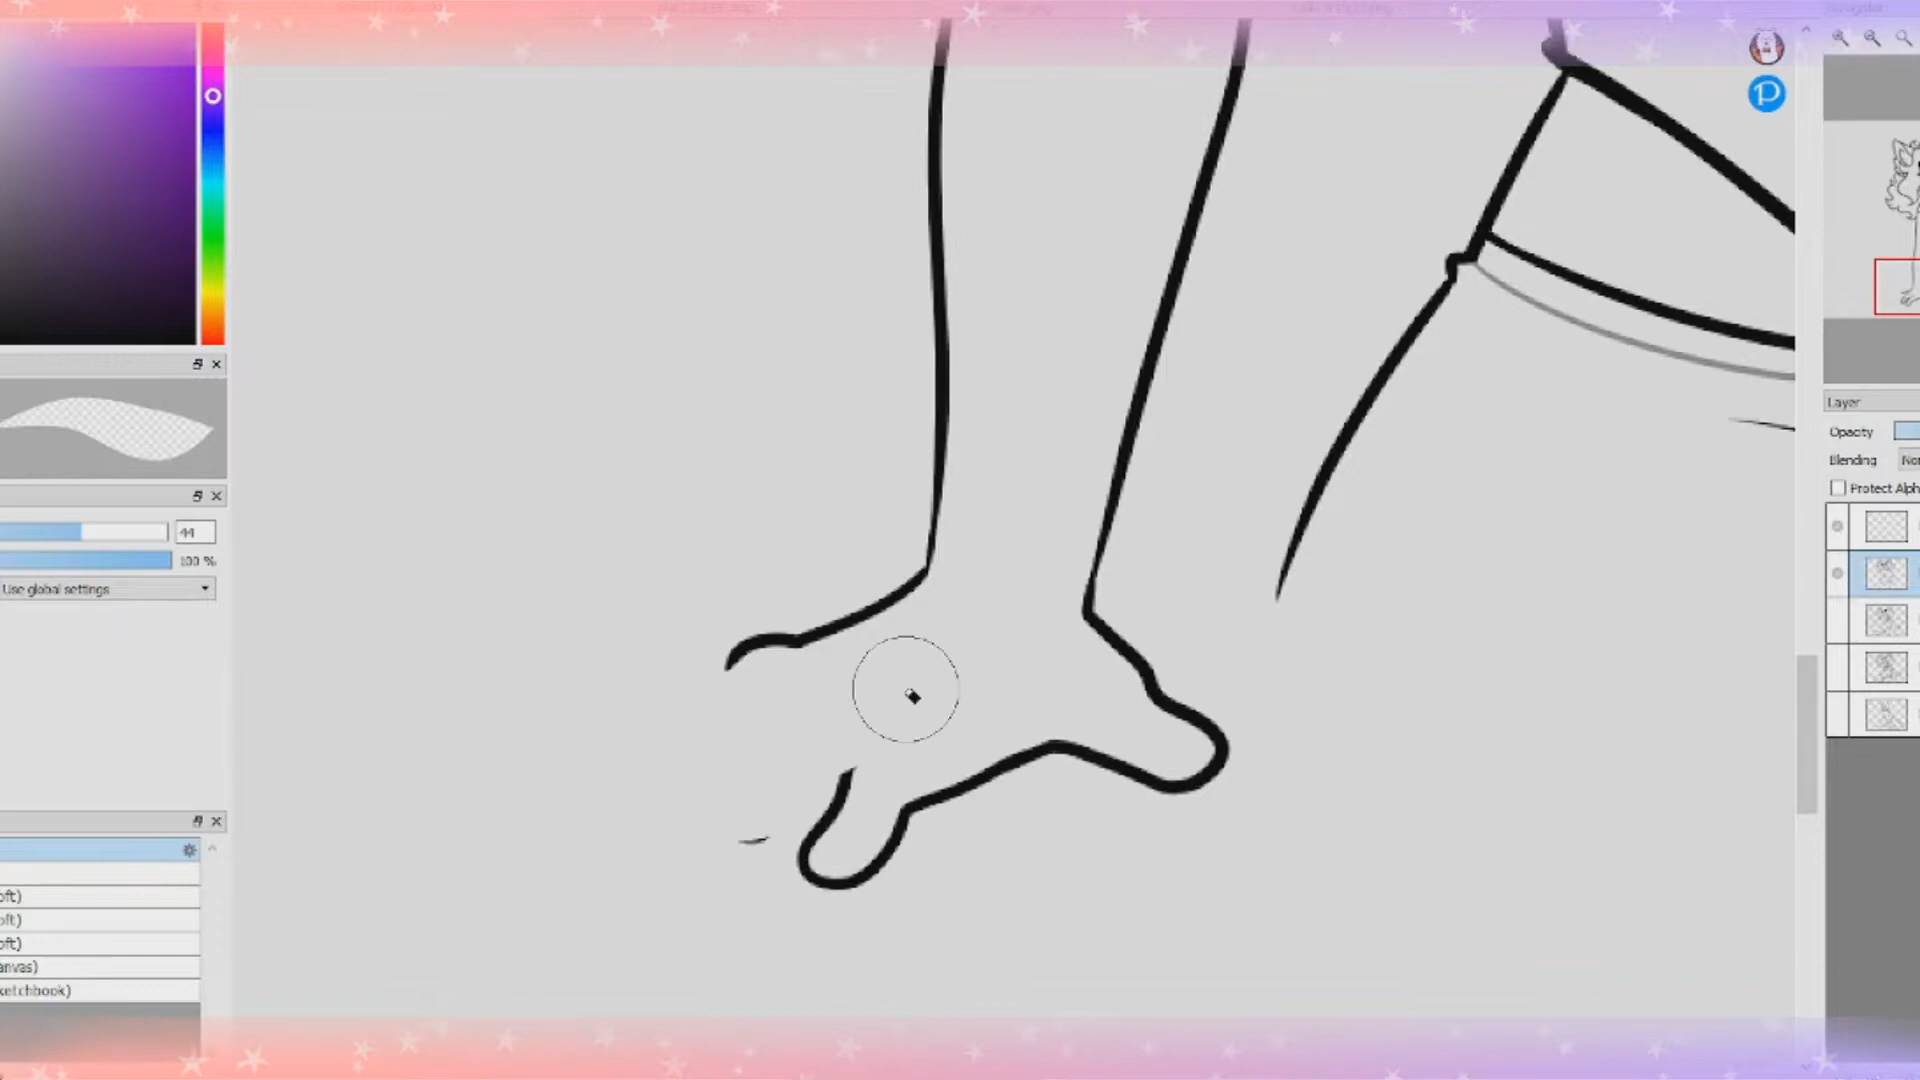 Layer
Opacity
Blending
Protect Alph
44
100 %
Use global settings
oft)
oft)
oft)
anvas)
ketchbook)